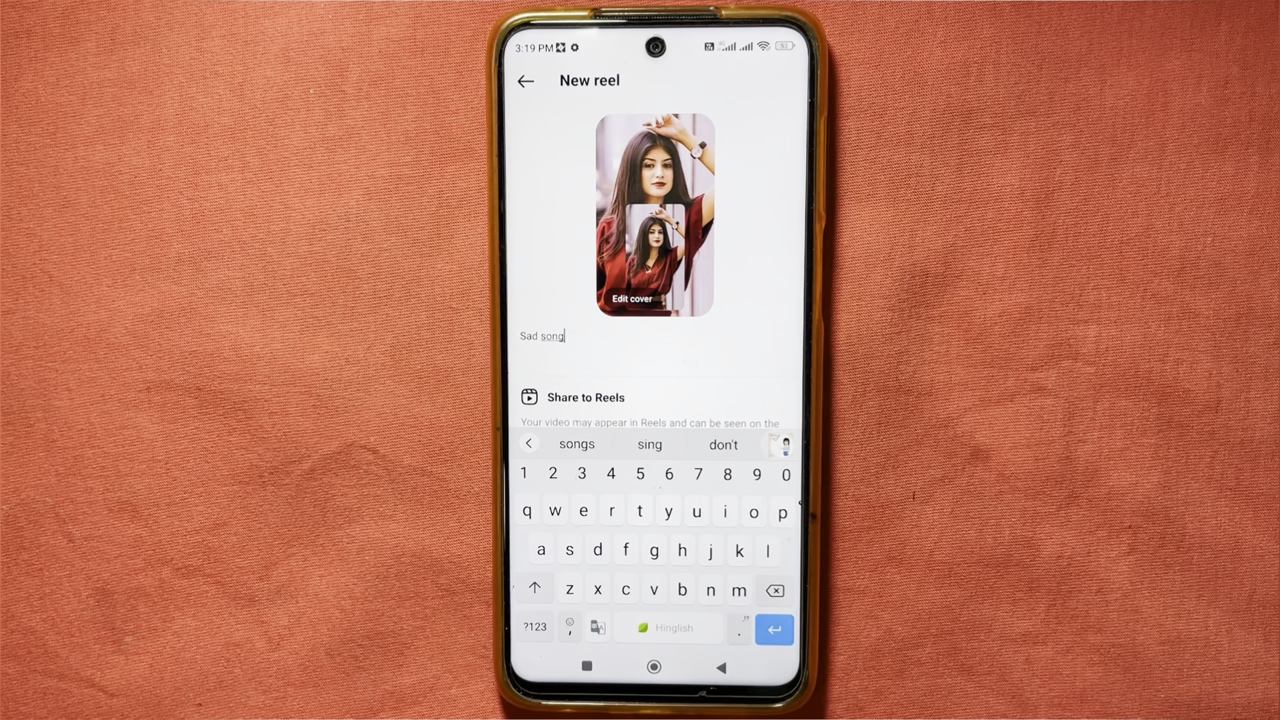 3:19 PM
New reel
Edit cover
Sad song
Share to Reels
Your video may appear in Reels and can be seen on the
songs sing don't
1 2 3 4 5 6 7 8 9 0
q w e r t y u i o p
a s d f g h j k l
z x c v b n m
?123 , Hinglish .